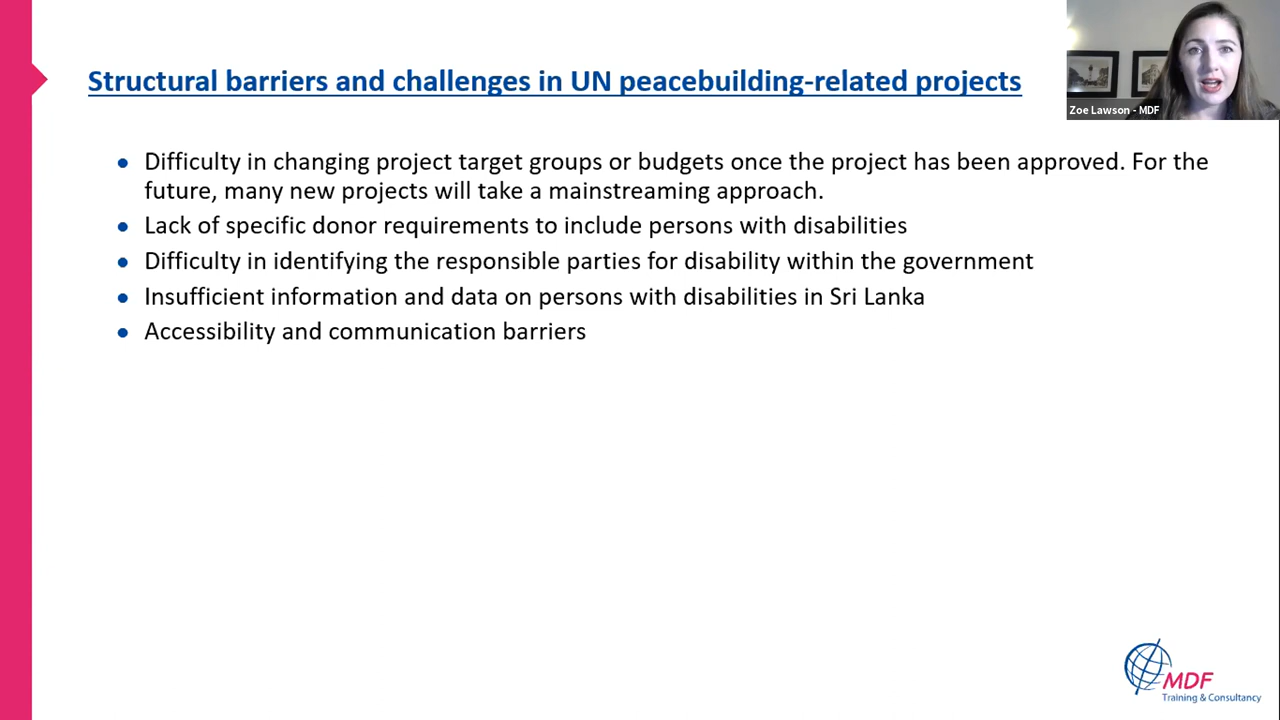 Structural barriers and challenges in UN peacebuilding-related projects
Zoe Lawson - MDF
● Difficulty in changing project target groups or budgets once the project has been approved. For the
future, many new projects will take a mainstreaming approach.
● Lack of specific donor requirements to include persons with disabilities
● Difficulty in identifying the responsible parties for disability within the government
● Insufficient information and data on persons with disabilities in Sri Lanka
● Accessibility and communication barriers
MDF
Training & Consultancy